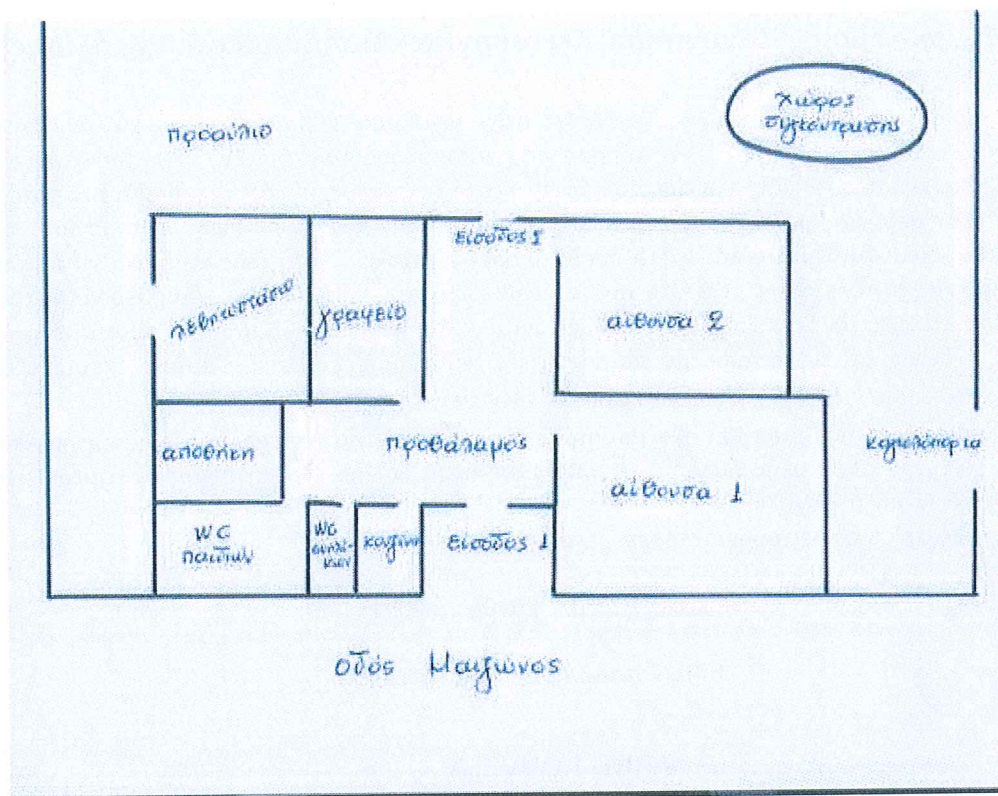 χώρος
συγκέντρωσης
προαύλιο
είσοδος 2
λεβητοστάσιο
γραφείο
αίθουσα 2
αποθήκη
προθάλαμος
καγκελόπορτα
αίθουσα 1
WC
παιδιών
WC
κουζίνα
είσοδος 1
οδός Μαιζώνος